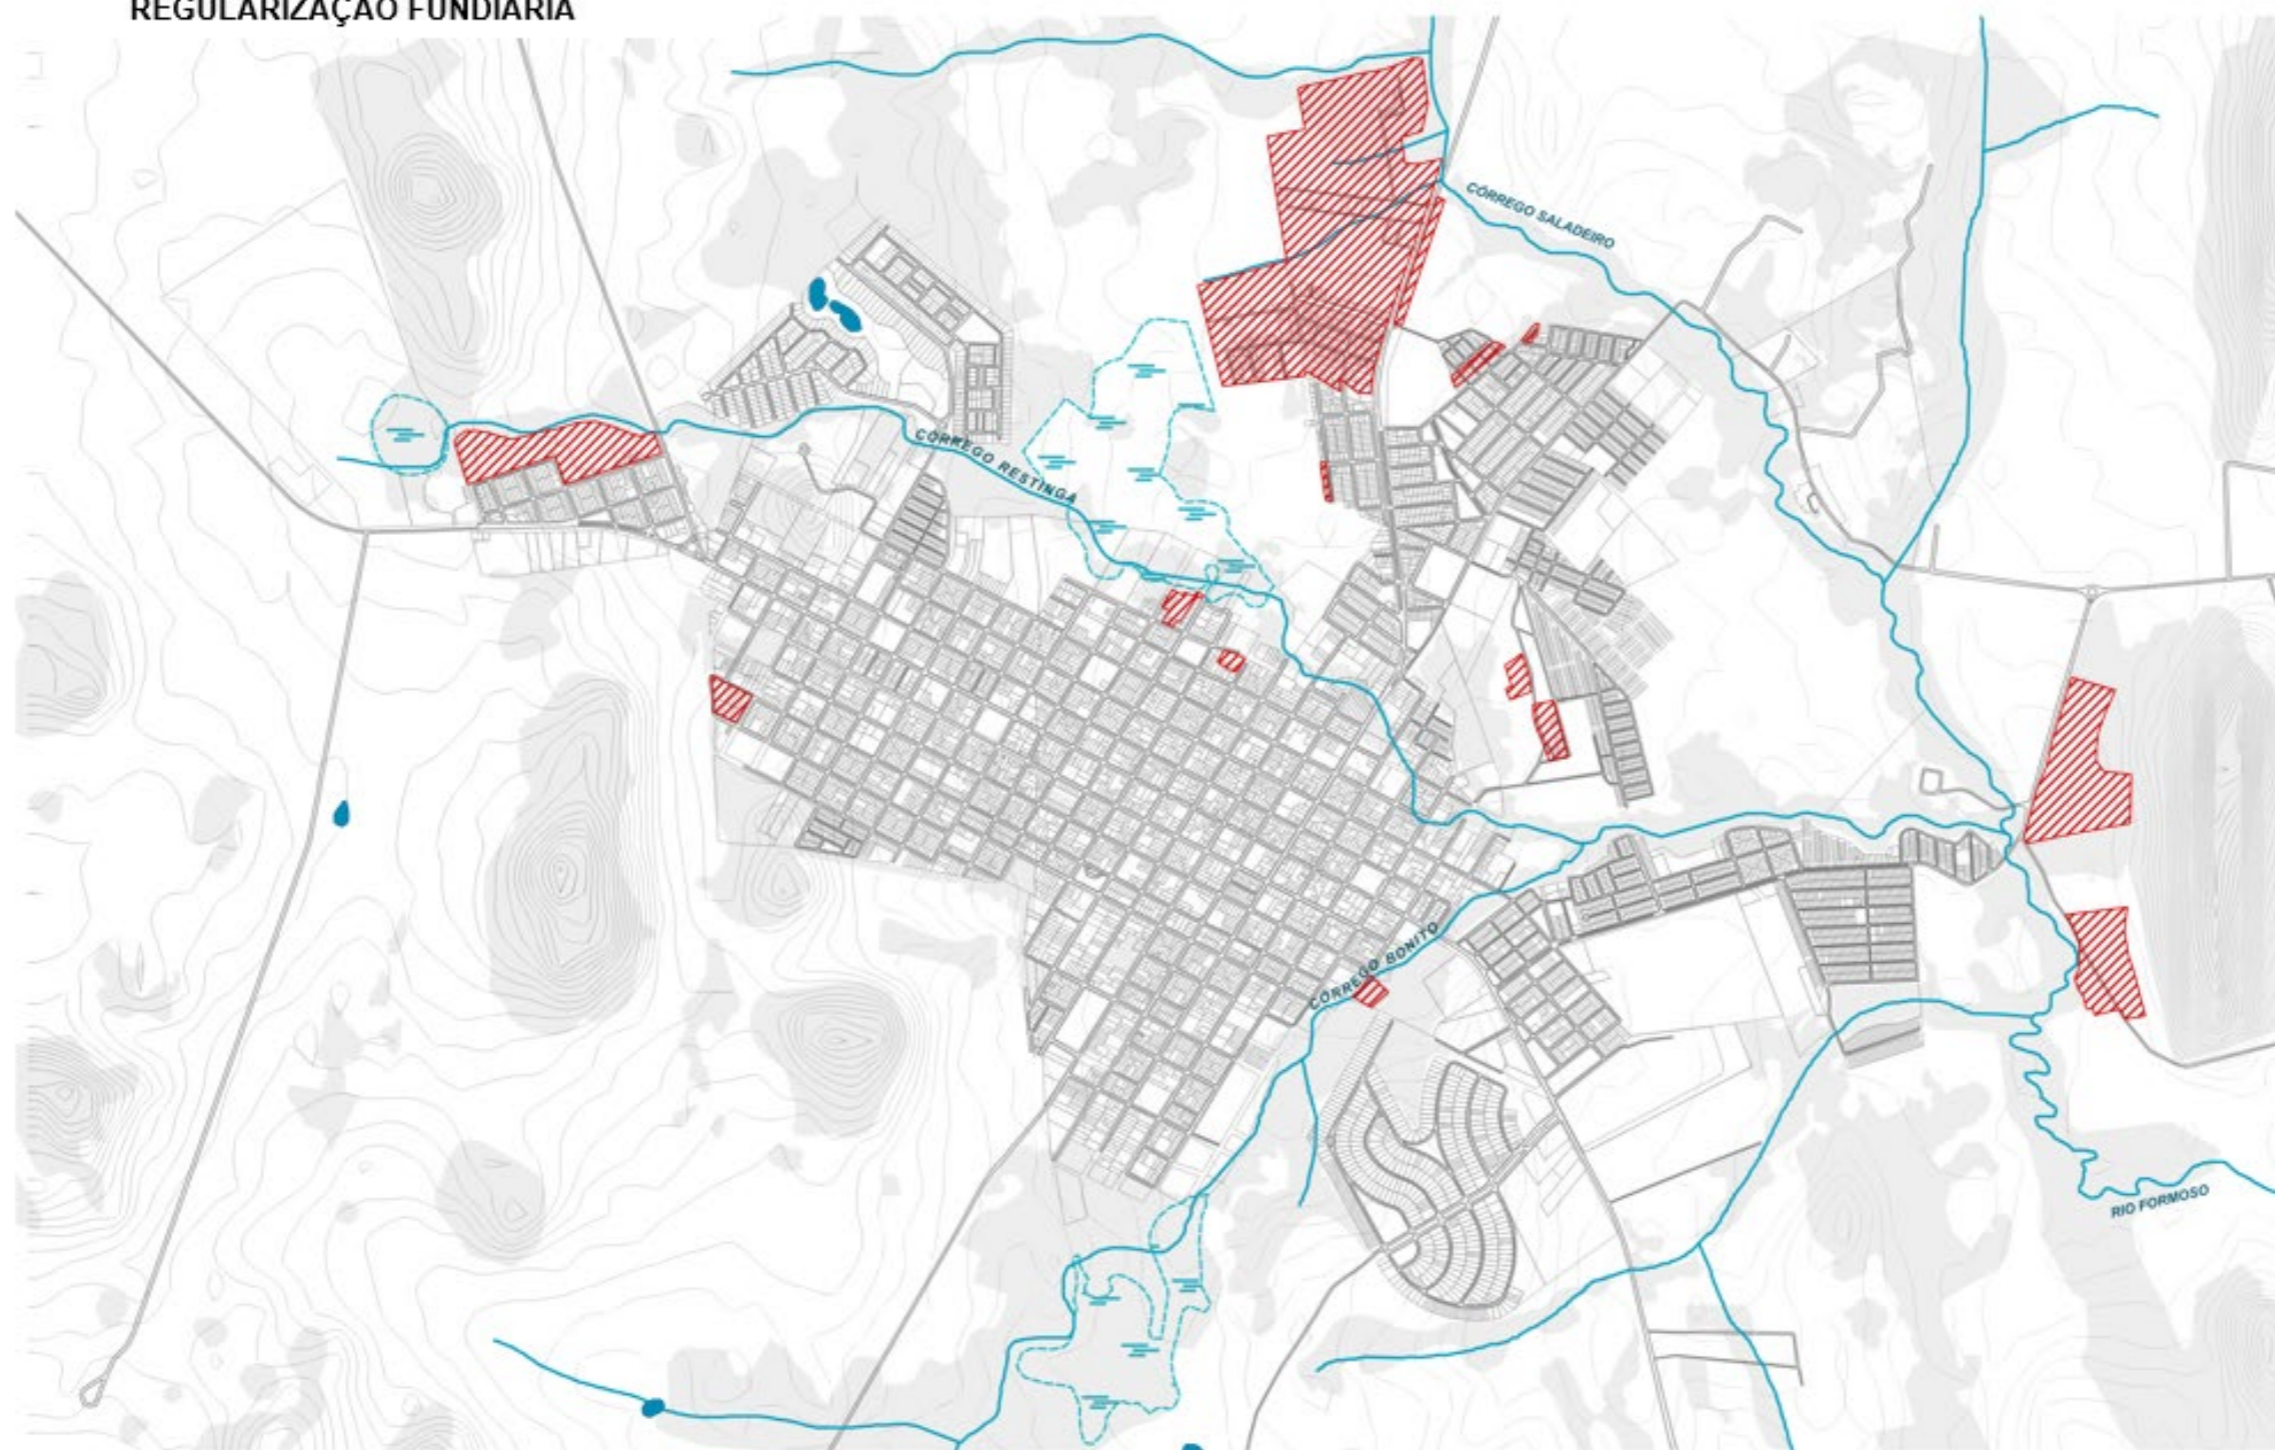 REGULARIZAÇÃO FUNDIÁRIA
CÓRREGO SALADEIRO
CÓRREGO RESTINGA
CÓRREGO BONITO
RIO FORMOSO